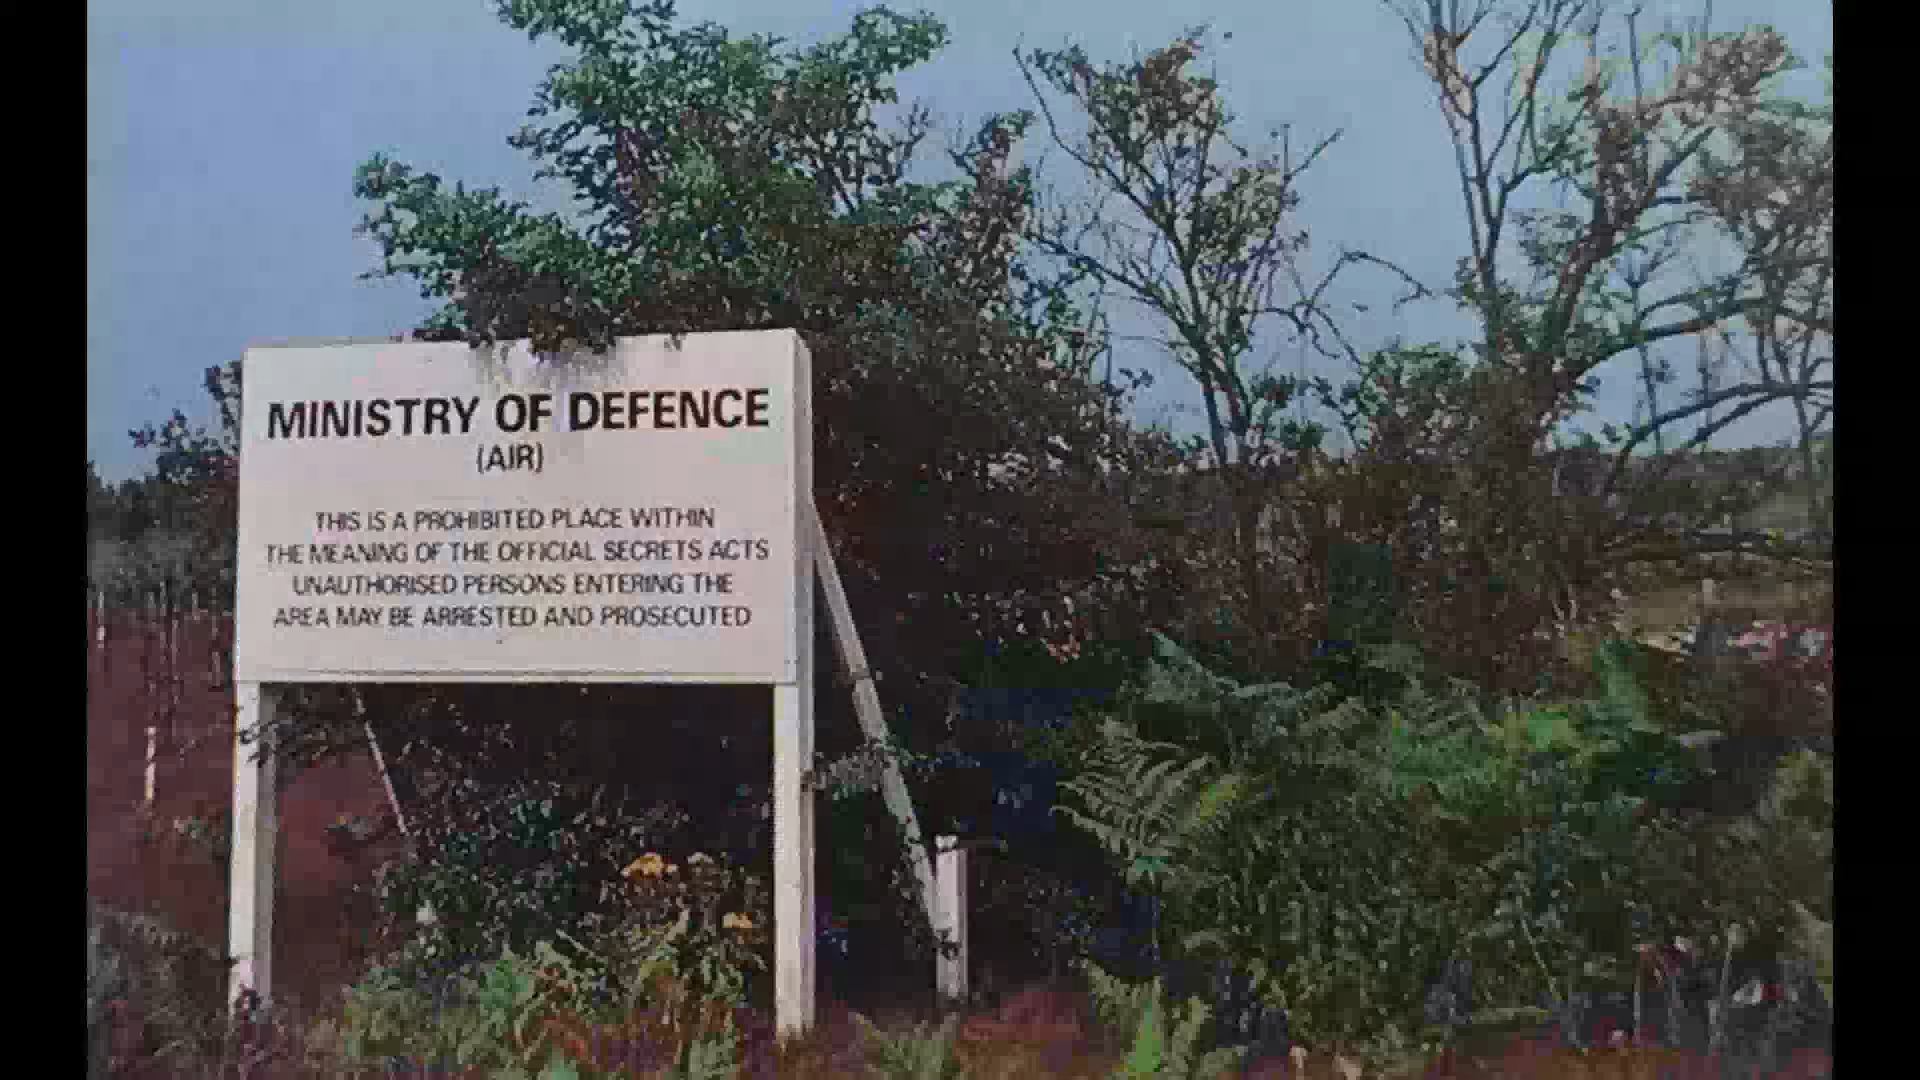 MINISTRY OF DEFENCE
(AIR)
THIS IS A PROHIBITED PLACE WITHIN
THE MEANING OF THE OFFICIAL SECRETS ACTS
UNAUTHORISED PERSONS ENTERING THE
AREA MAY BE ARRESTED AND PROSECUTED